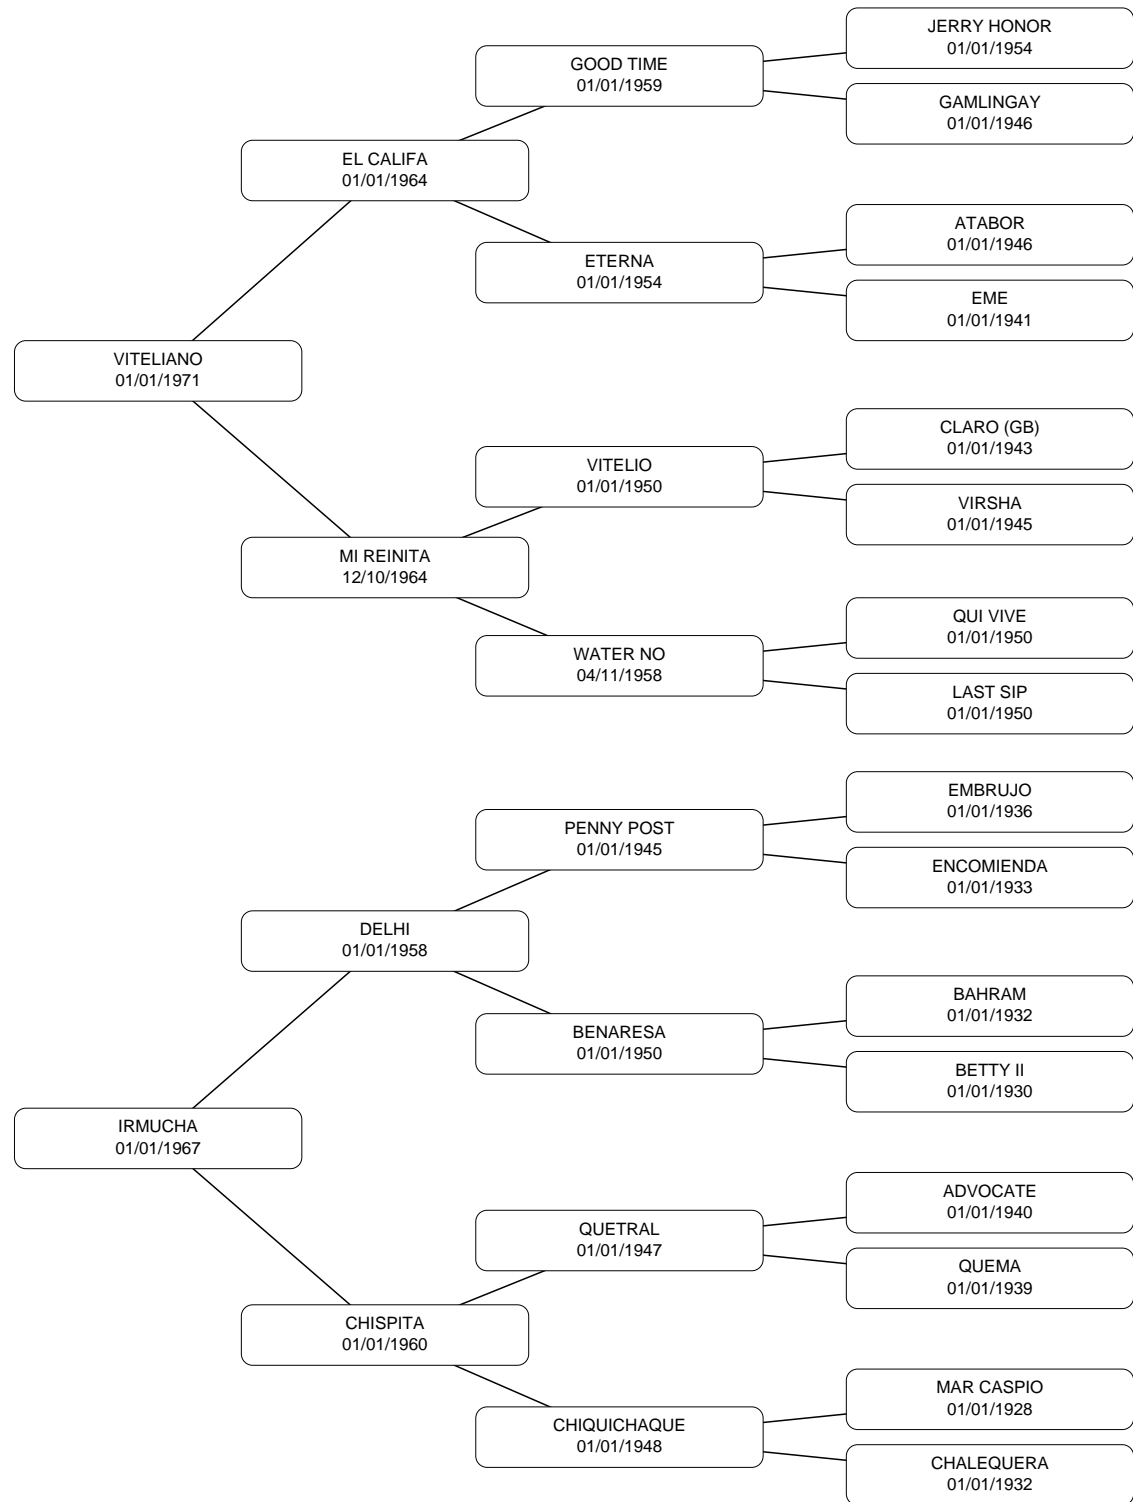 JERRY HONOR
01/01/1954
GOOD TIME
01/01/1959
GAMLINGAY
01/01/1946
EL CALIFA
01/01/1964
ATABOR
01/01/1946
ETERNA
01/01/1954
EME
01/01/1941
VITELIANO
01/01/1971
CLARO (GB)
01/01/1943
VITELIO
01/01/1950
VIRSHA
01/01/1945
MI REINITA
12/10/1964
QUI VIVE
01/01/1950
WATER NO
04/11/1958
LAST SIP
01/01/1950
EMBRUJO
01/01/1936
PENNY POST
01/01/1945
ENCOMIENDA
01/01/1933
DELHI
01/01/1958
BAHRAM
01/01/1932
BENARESA
01/01/1950
BETTY II
01/01/1930
IRMUCHA
01/01/1967
ADVOCATE
01/01/1940
QUETRAL
01/01/1947
QUEMA
01/01/1939
CHISPITA
01/01/1960
MAR CASPIO
01/01/1928
CHIQUICHAQUE
01/01/1948
CHALEQUERA
01/01/1932